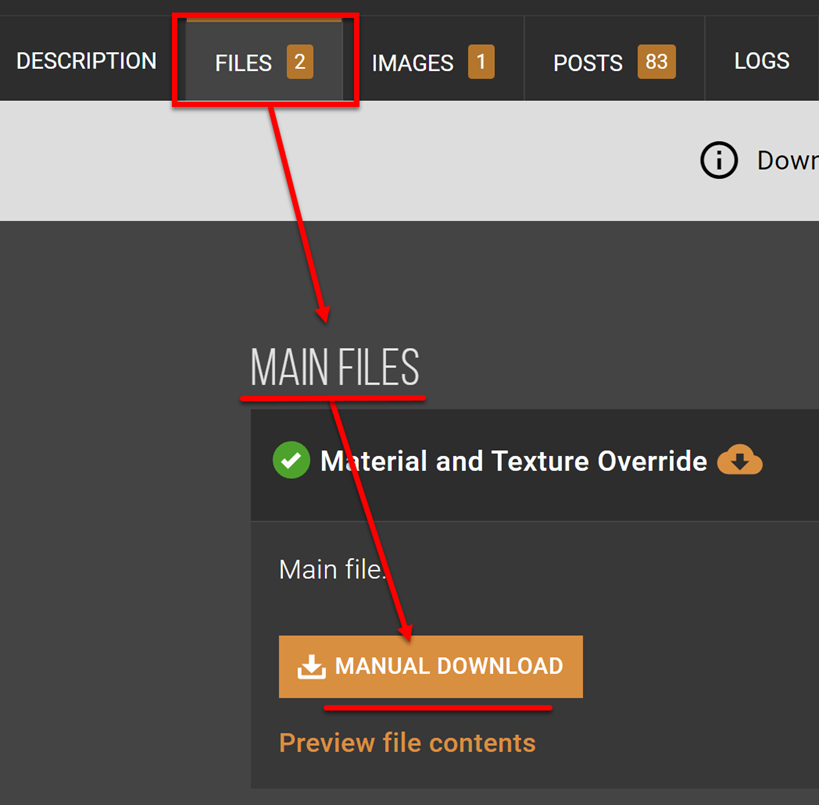 DESCRIPTION FILES 2 IMAGES 1 POSTS 83 LOGS
Down
MAIN FILES
Material and Texture Override
Main file.
MANUAL DOWNLOAD
Preview file contents